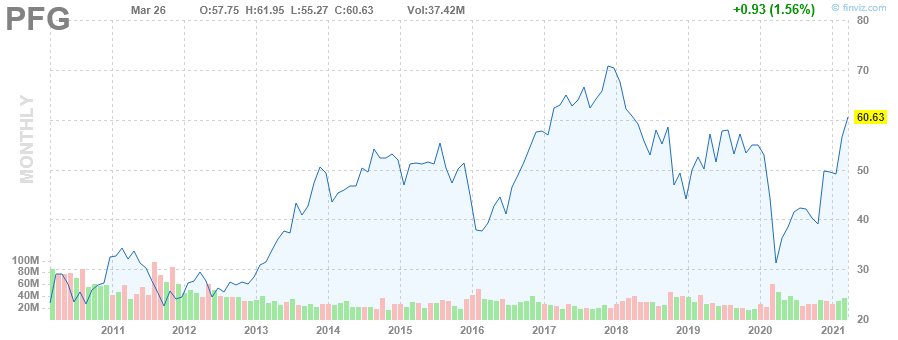 PFG Mar 26 O:57.75 H:61.95 L:55.27 C:60.63 Vol:37.42M +0.93 (1.56%) © finviz.com
MONTHLY
80
70
60.63
50
40
30
20
100M
80M
60M
40M
20M
2011 2012 2013 2014 2015 2016 2017 2018 2019 2020 2021